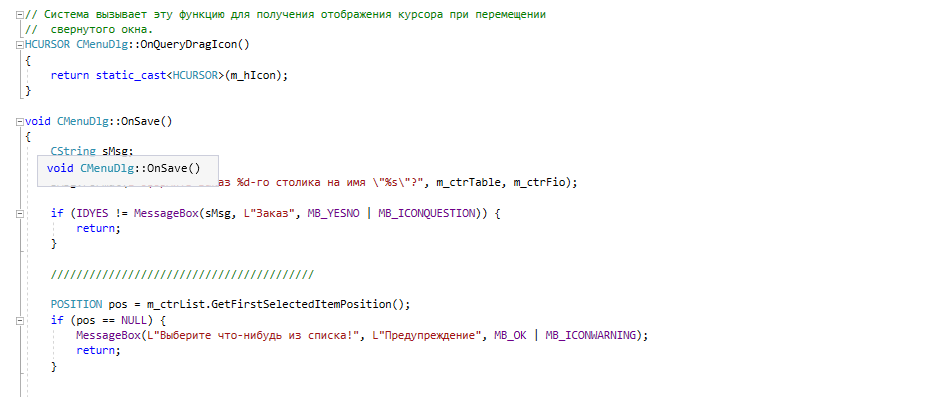 // Система вызывает эту функцию для получения отображения курсора при перемещении
//  свернутого окна.
HCURSOR CMenuDlg::OnQueryDragIcon()
{
    return static_cast<HCURSOR>(m_hIcon);
}
void CMenuDlg::OnSave()
{
    CString sMsg;
void CMenuDlg::OnSave()
%d-го столика на имя \"%s\"?", m_ctrTable, m_ctrFio);
    if (IDYES != MessageBox(sMsg, L"Заказ", MB_YESNO | MB_ICONQUESTION)) {
        return;
    }
    /////////////////////////////////////////
    POSITION pos = m_ctrList.GetFirstSelectedItemPosition();
    if (pos == NULL) {
        MessageBox(L"Выберите что-нибудь из списка!", L"Предупреждение", MB_OK | MB_ICONWARNING);
        return;
    }